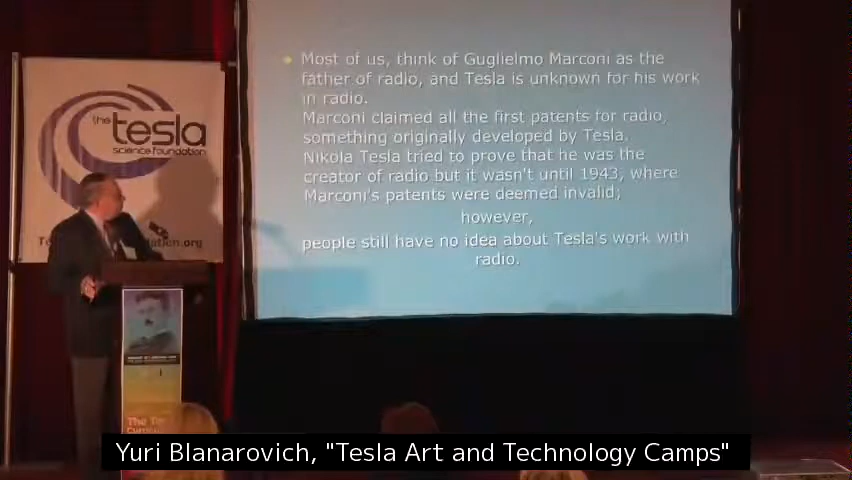 Most of us, think of Guglielmo Marconi as the
father of radio, and Tesla is unknown for his work
in radio.
Marconi claimed all the first patents for radio,
something originally developed by Tesla.
Nikola Tesla tried to prove that he was the
creator of radio but it wasn't until 1943, where
Marconi's patents were deemed invalid;
however,
people still have no idea about Tesla's work with
radio.
the tesla
science foundation
.org
Yuri Blanarovich, "Tesla Art and Technology Camps"